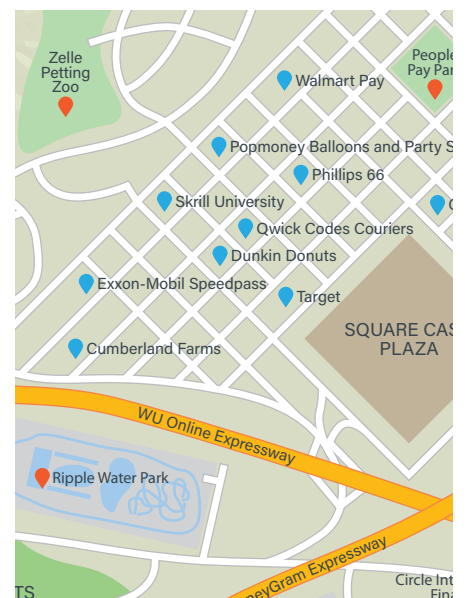 Zelle
Petting
Zoo
People
Pay Par
Walmart Pay
Popmoney Balloons and Party S
Phillips 66
Skrill University
Qwick Codes Couriers
Dunkin Donuts
Exxon-Mobil Speedpass
Target
SQUARE CAS
PLAZA
Cumberland Farms
WU Online Expressway
Ripple Water Park
neyGram Expressway
Circle Int
Fina
TS